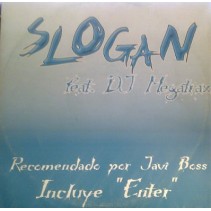 SLOGAN
feat. DJ Megatrax
Recomendado por Javi Boss
Incluye "Enter"